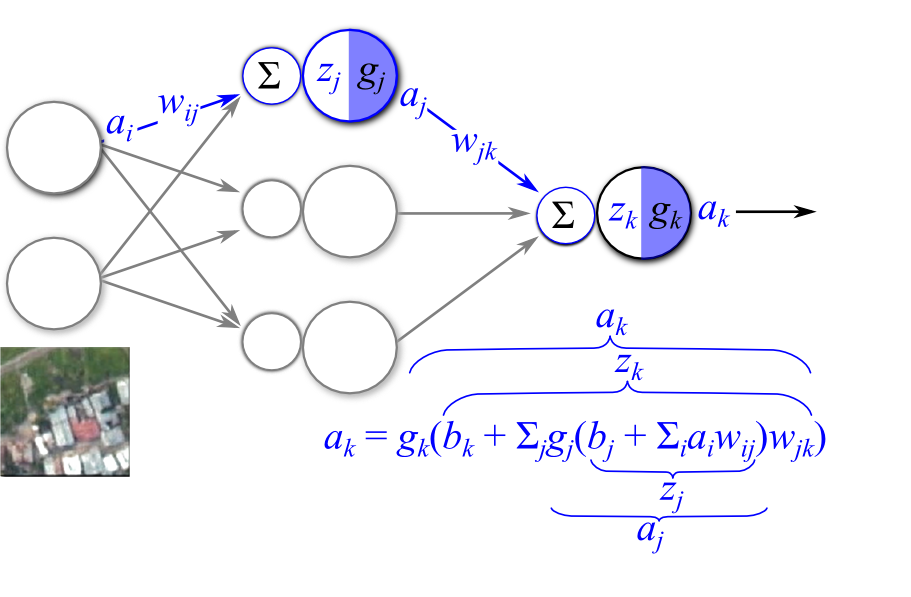 Σ z_j g_j
a_i w_ij
a_j
w_jk
Σ z_k g_k a_k
a_k
z_k
a_k = g_k(b_k + Σ_j g_j(b_j + Σ_i a_i w_ij)w_jk)
z_j
a_j